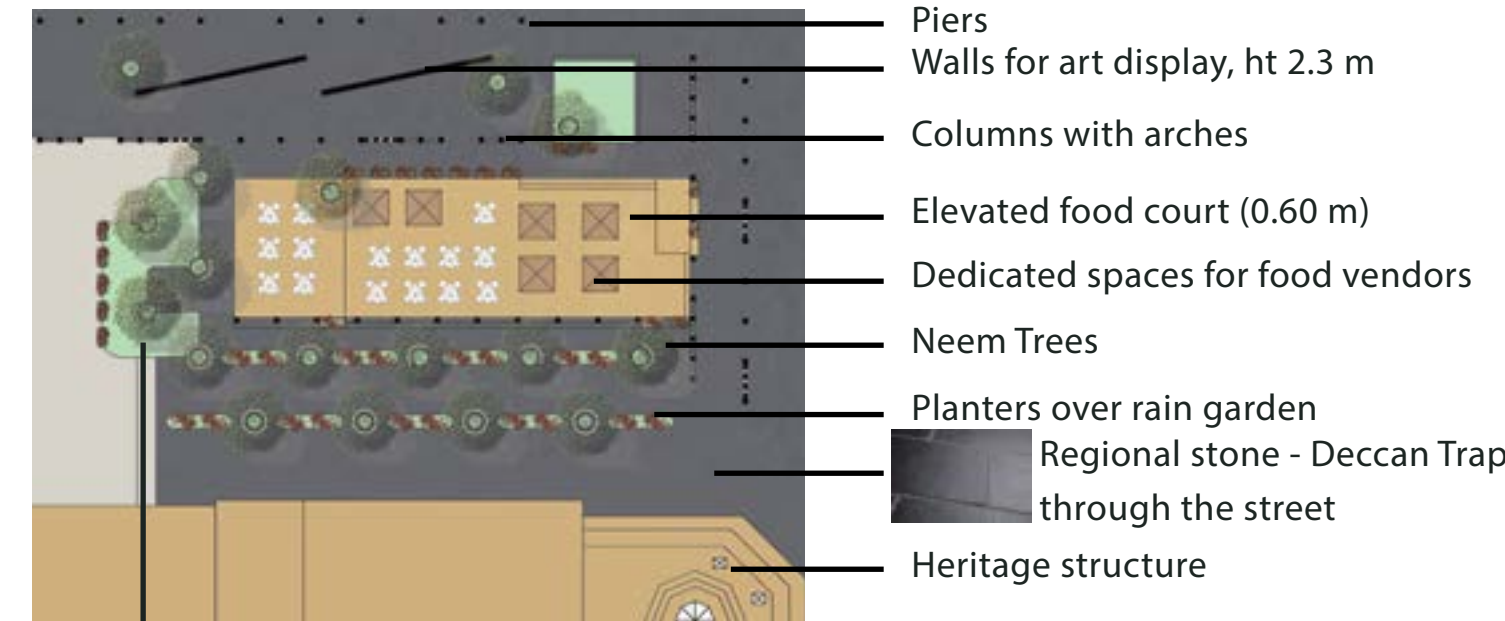 Piers
Walls for art display, ht 2.3 m
Columns with arches
Elevated food court (0.60 m)
Dedicated spaces for food vendors
Neem Trees
Planters over rain garden
Regional stone - Deccan Trap
through the street
Heritage structure